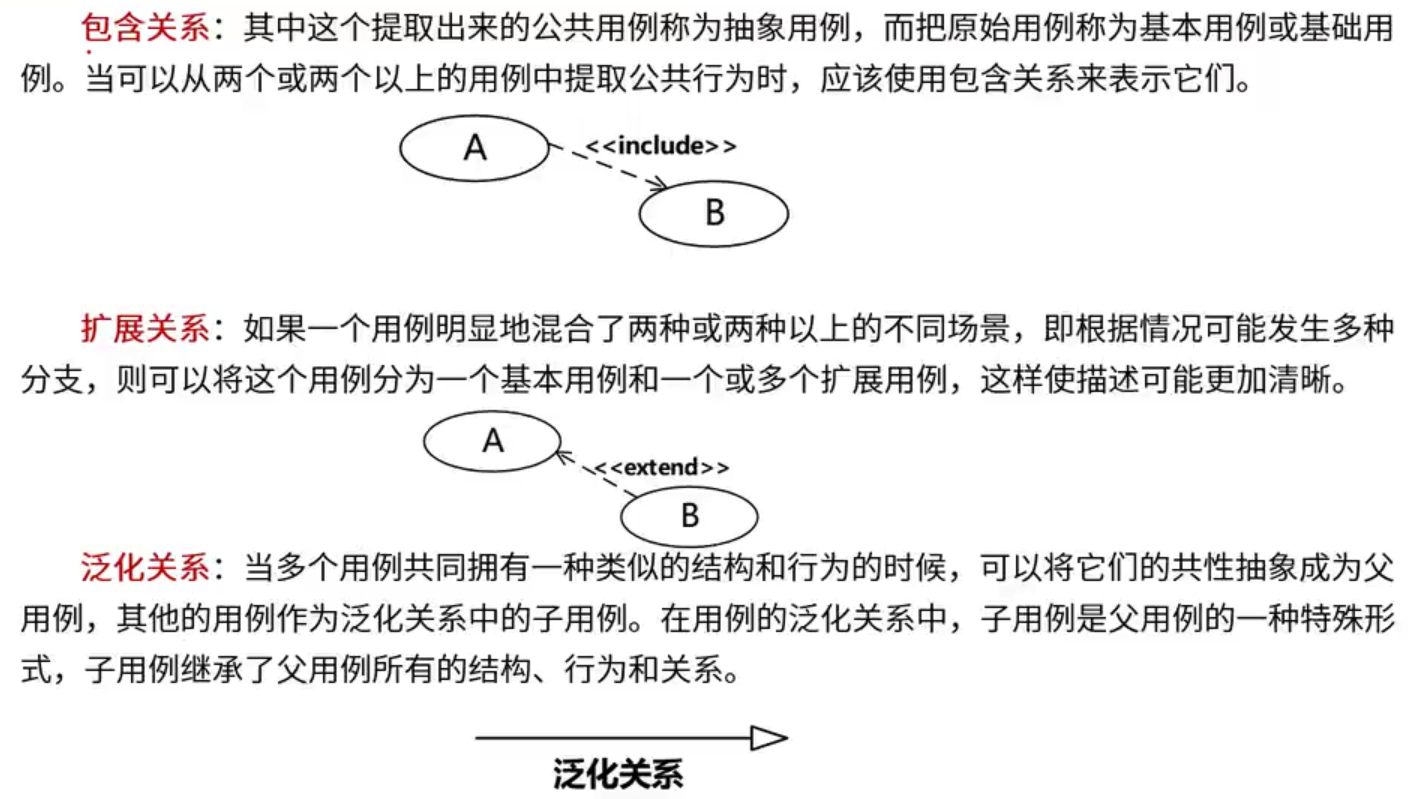 包含关系：其中这个提取出来的公共用例称为抽象用例，而把原始用例称为基本用例或基础用
例。当可以从两个或两个以上的用例中提取公共行为时，应该使用包含关系来表示它们。
A
<<include>>
B
扩展关系：如果一个用例明显地混合了两种或两种以上的不同场景，即根据情况可能发生多种
分支，则可以将这个用例分为一个基本用例和一个或多个扩展用例，这样使描述可能更加清晰。
A
<<extend>>
B
泛化关系：当多个用例共同拥有一种类似的结构和行为的时候，可以将它们的共性抽象成为父
用例，其他的用例作为泛化关系中的子用例。在用例的泛化关系中，子用例是父用例的一种特殊形
式，子用例继承了父用例所有的结构、行为和关系。
泛化关系